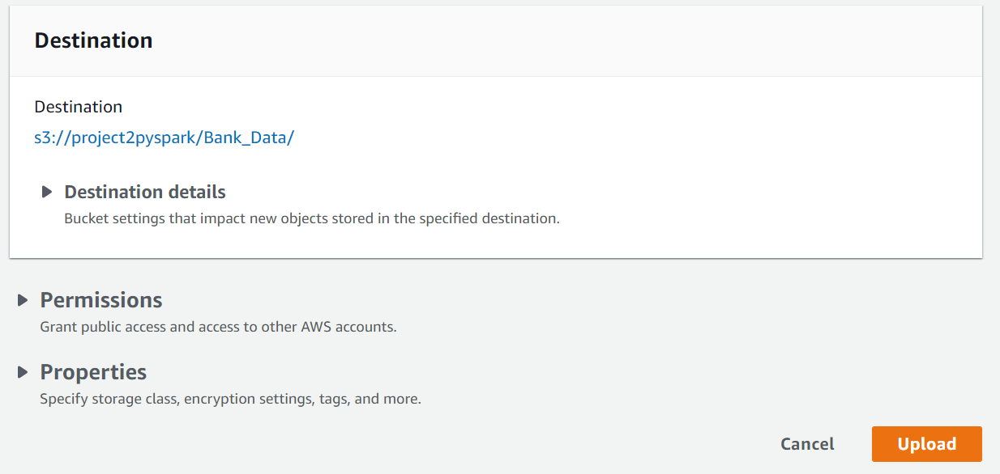 Destination
Destination
s3://project2pyspark/Bank_Data/
Destination details
Bucket settings that impact new objects stored in the specified destination.
Permissions
Grant public access and access to other AWS accounts.
Properties
Specify storage class, encryption settings, tags, and more.
Cancel Upload